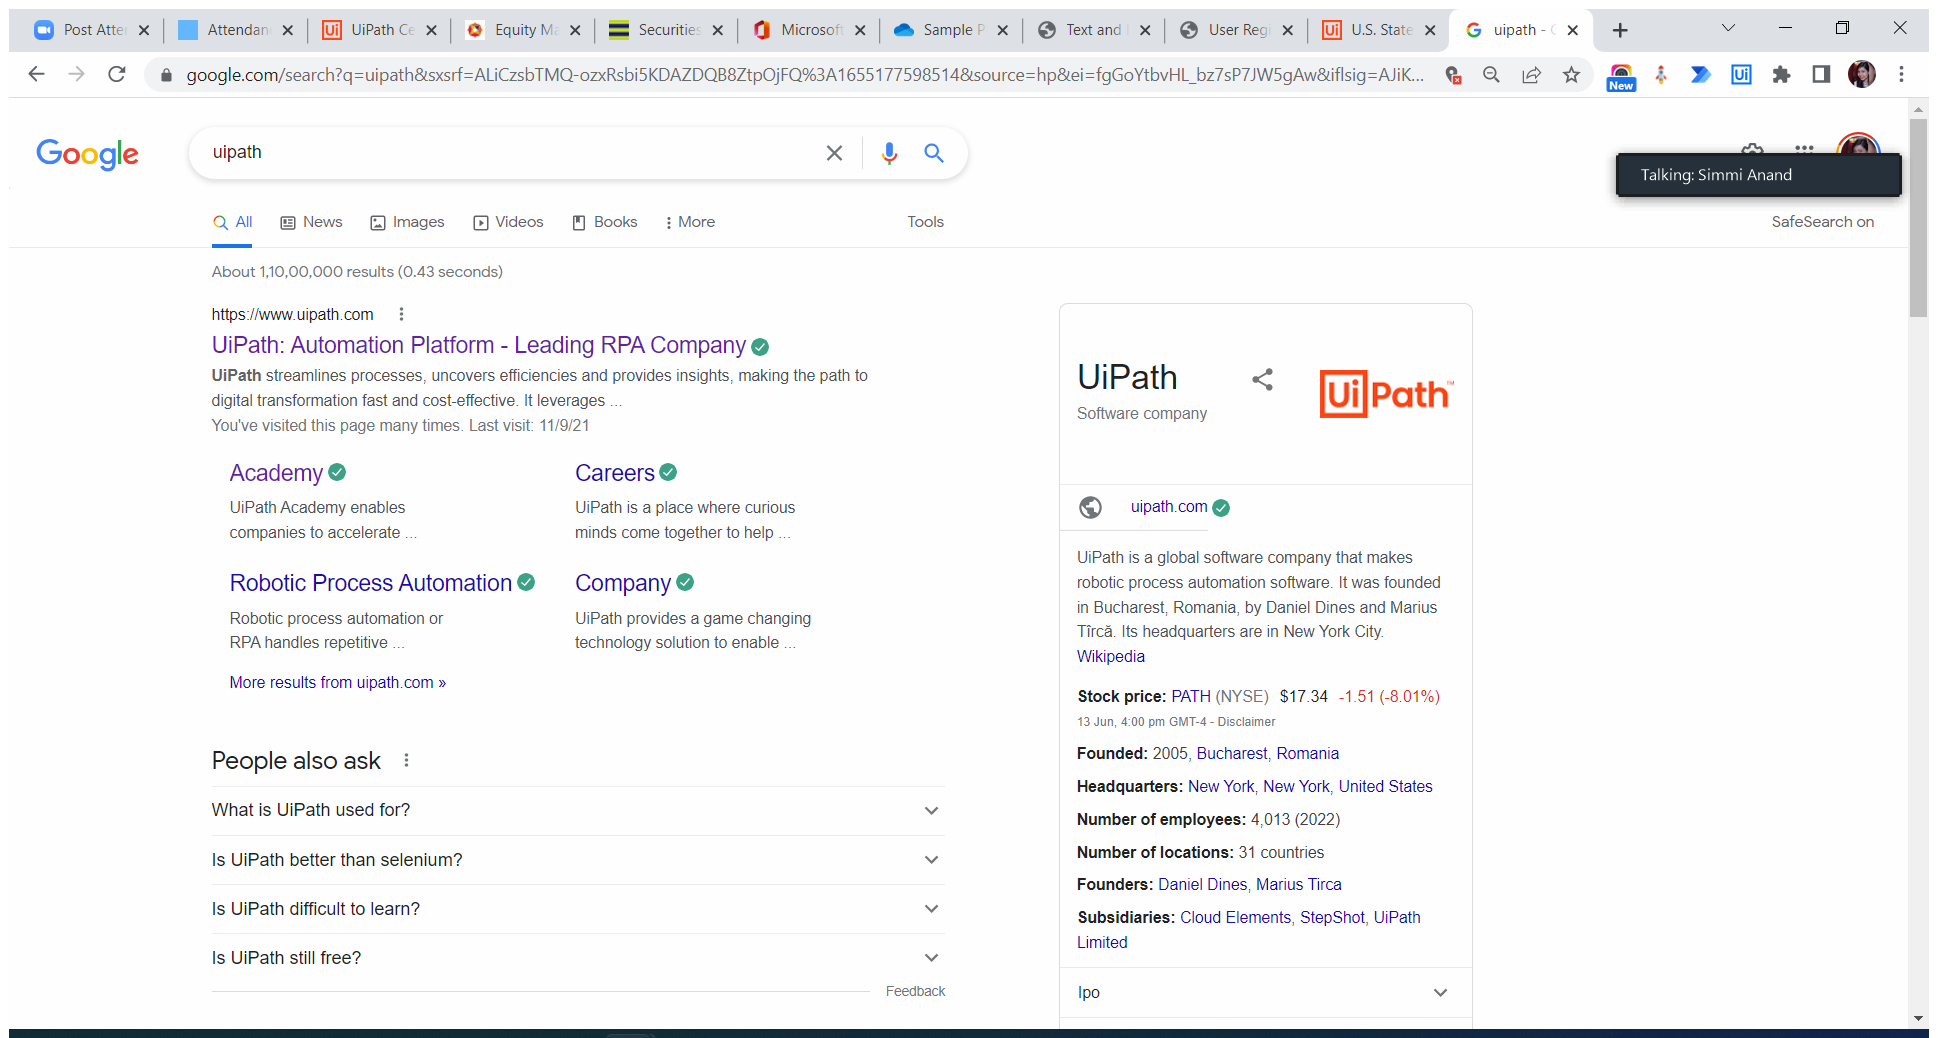 Post Atte
Attendan
UiPath Ce
Equity Ma
Securities
Microsoft
Sample P
Text and
User Regi
U.S. State
uipath -
google.com/search?q=uipath&sxsrf=ALiCzsbTMQ-ozxRsbi5KDAZDQB8ZtpOjFQ%3A1655177598514&source=hp&ei=fgGoYtbvHL_bz7sP7JW5gAw&iflsig=AJiK...
New
Google
uipath
Talking: Simmi Anand
All
News
Images
Videos
Books
More
Tools
SafeSearch on
About 1,10,00,000 results (0.43 seconds)
https://www.uipath.com
UiPath: Automation Platform - Leading RPA Company
UiPath streamlines processes, uncovers efficiencies and provides insights, making the path to
digital transformation fast and cost-effective. It leverages ...
You've visited this page many times. Last visit: 11/9/21
Academy
UiPath Academy enables
companies to accelerate ...
Careers
UiPath is a place where curious
minds come together to help ...
Robotic Process Automation
Robotic process automation or
RPA handles repetitive ...
Company
UiPath provides a game changing
technology solution to enable ...
More results from uipath.com »
People also ask
What is UiPath used for?
Is UiPath better than selenium?
Is UiPath difficult to learn?
Is UiPath still free?
Feedback
UiPath
Software company
Ui Path™
uipath.com
UiPath is a global software company that makes
robotic process automation software. It was founded
in Bucharest, Romania, by Daniel Dines and Marius
Tîrcă. Its headquarters are in New York City.
Wikipedia
Stock price: PATH (NYSE) $17.34 -1.51 (-8.01%)
13 Jun, 4:00 pm GMT-4 - Disclaimer
Founded: 2005, Bucharest, Romania
Headquarters: New York, New York, United States
Number of employees: 4,013 (2022)
Number of locations: 31 countries
Founders: Daniel Dines, Marius Tirca
Subsidiaries: Cloud Elements, StepShot, UiPath
Limited
Ipo